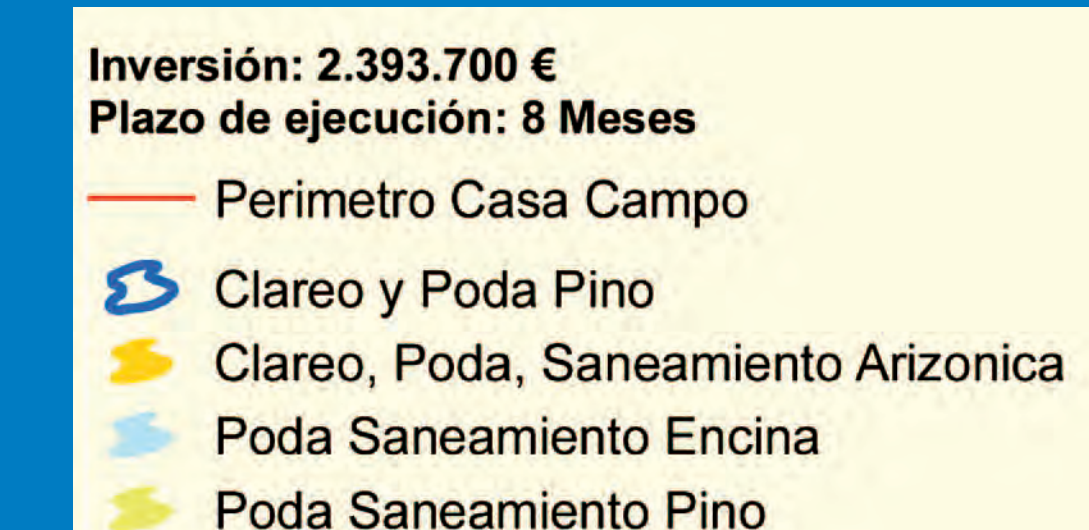 Inversión: 2.393.700 €
Plazo de ejecución: 8 Meses
Perimetro Casa Campo
Clareo y Poda Pino
Clareo, Poda, Saneamiento Arizonica
Poda Saneamiento Encina
Poda Saneamiento Pino